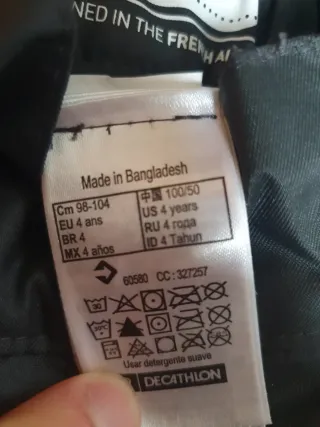 NED IN THE FRENCH AL
Made in Bangladesh
Cm 98-104
EU 4 ans
BR 4
MX 4 años
中国 100/50
US 4 years
RU 4 года
ID 4 Tahun
60580 CC: 327257
Usar detergente suave
DECATHLON